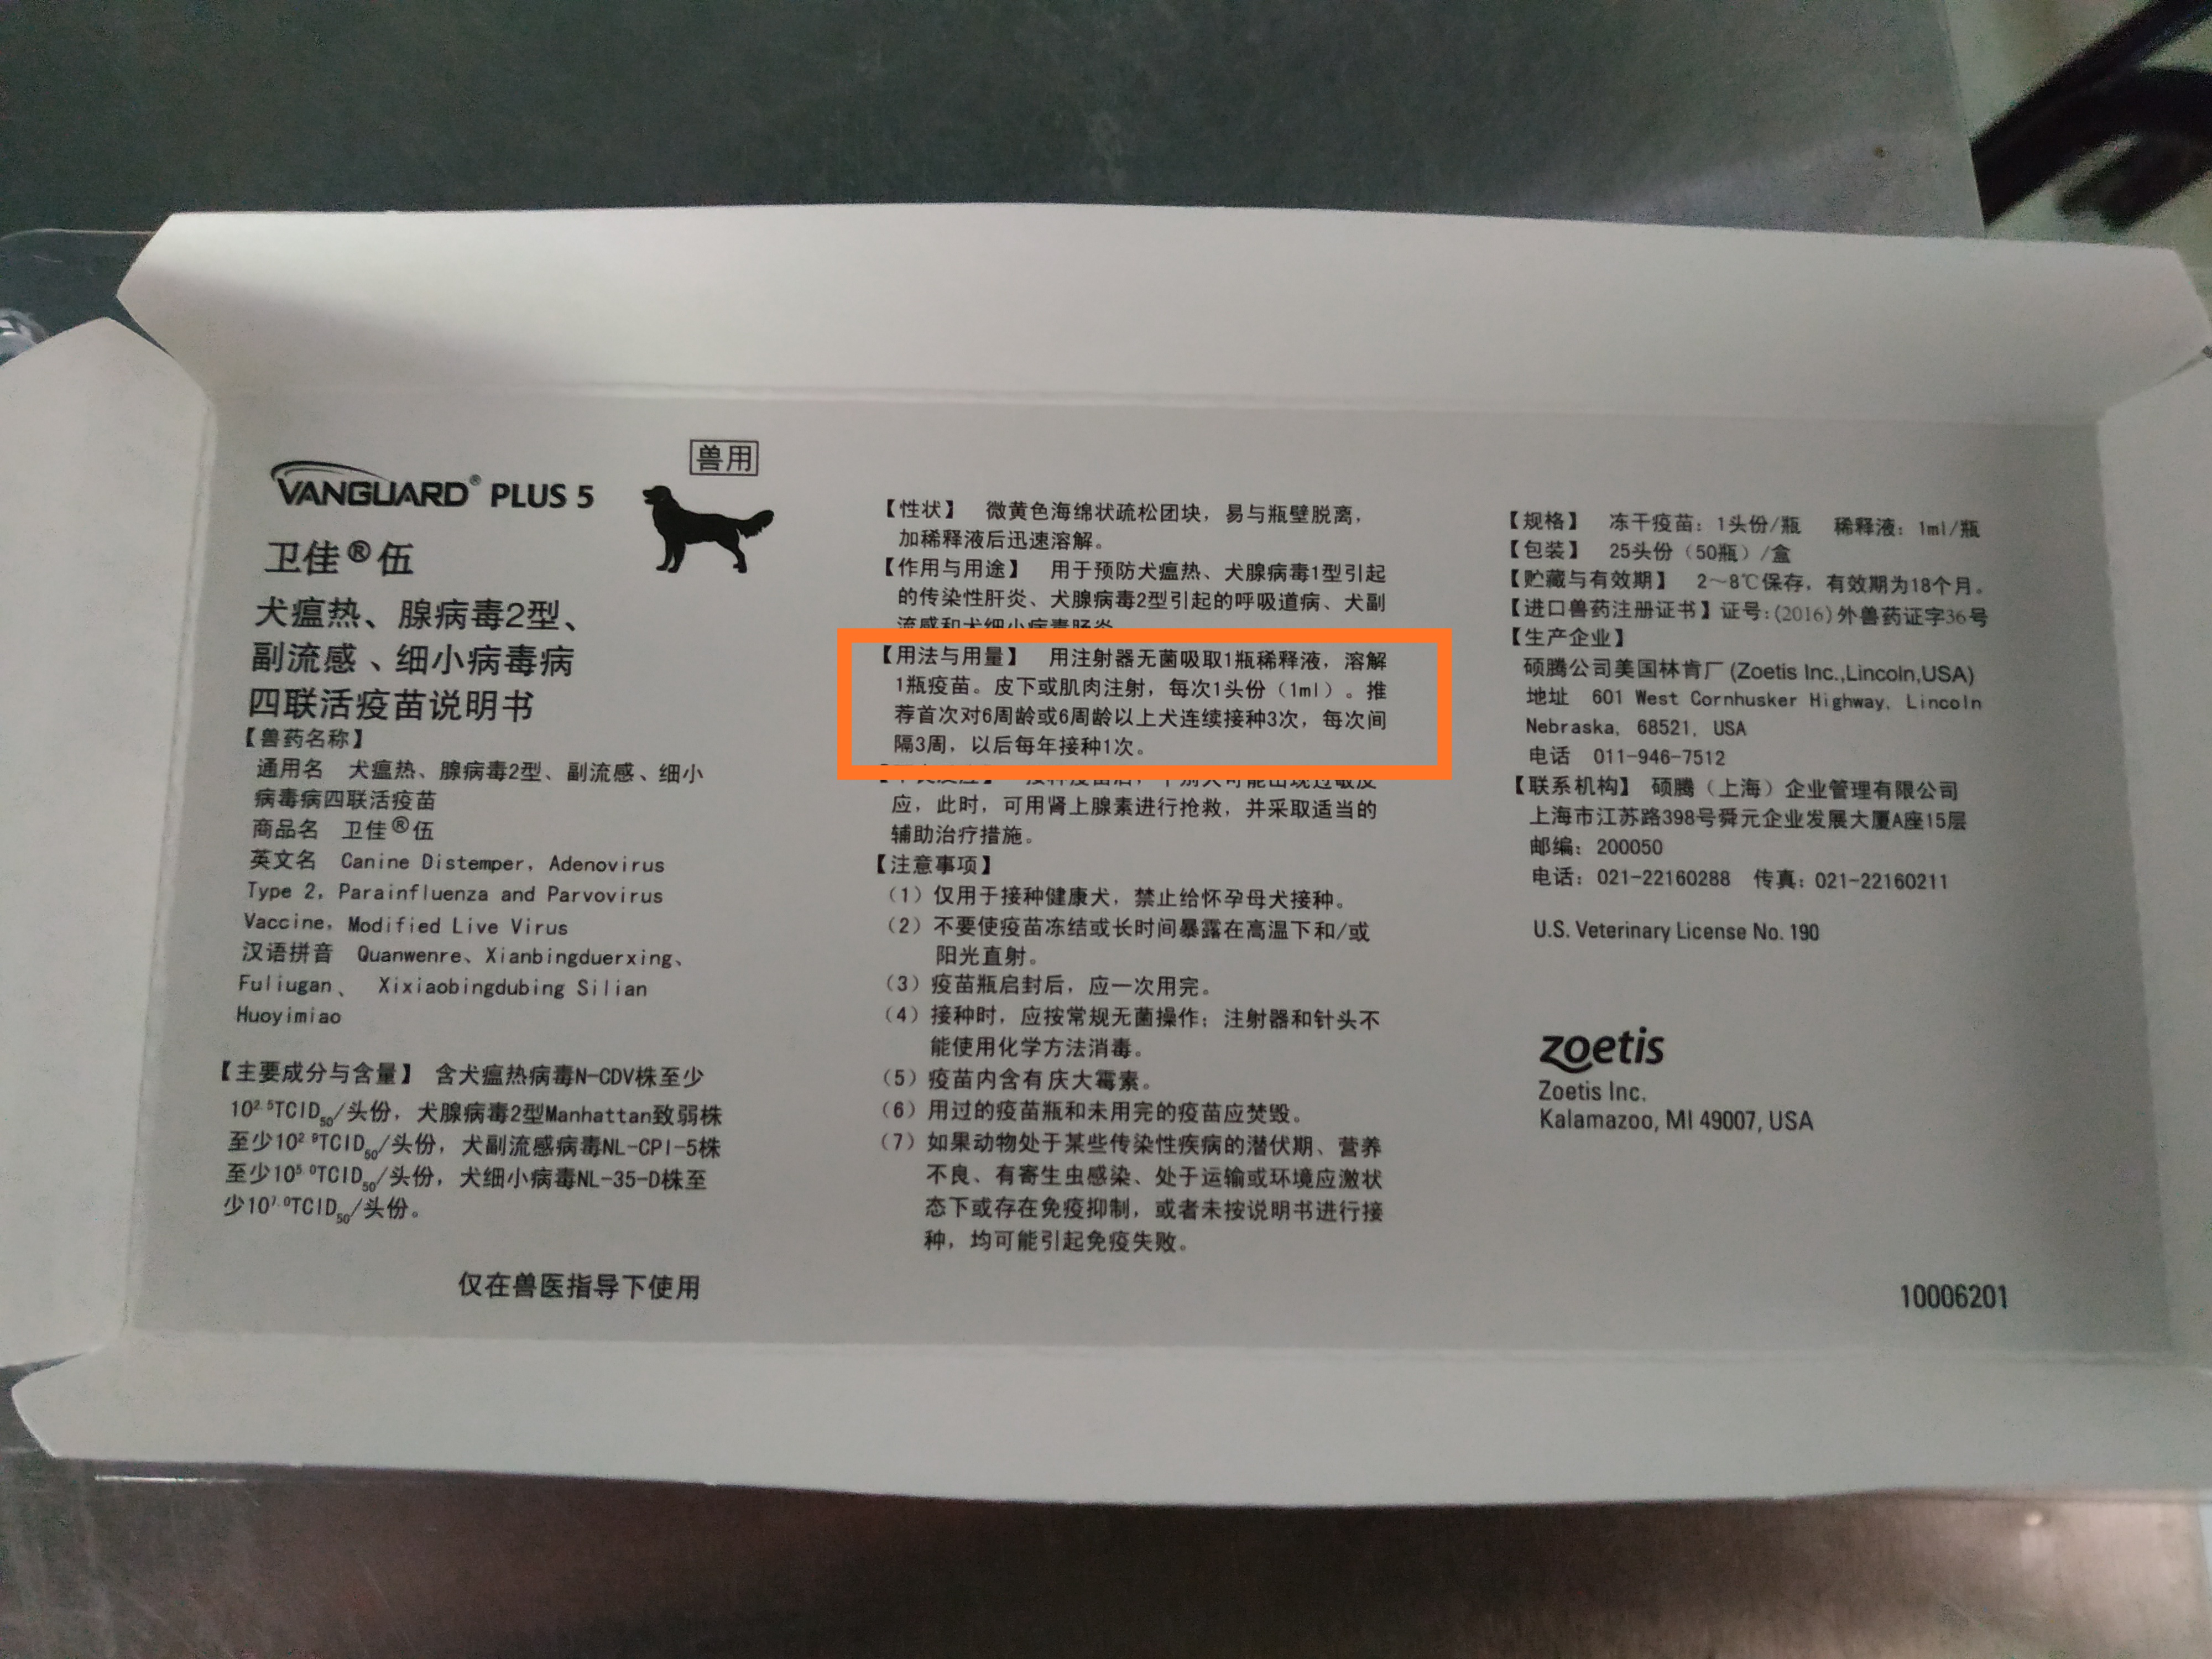 兽用
VANGUARD® PLUS 5
卫佳®伍
犬瘟热、腺病毒2型、
副流感、细小病毒病
四联活疫苗说明书
【兽药名称】
通用名 犬瘟热、腺病毒2型、副流感、细小
病毒病四联活疫苗
商品名 卫佳®伍
英文名 Canine Distemper, Adenovirus
Type 2, Parainfluenza and Parvovirus
Vaccine, Modified Live Virus
汉语拼音 Quanwenre、Xianbingduerxing、
Fuliugan、 Xixiaobingdubing Silian
Huoyimiao
【主要成分与含量】 含犬瘟热病毒N-CDV株至少
10²·⁵TCID₅₀/头份，犬腺病毒2型Manhattan致弱株
至少10²·⁹TCID₅₀/头份，犬副流感病毒NL-CPI-5株
至少10⁵·⁰TCID₅₀/头份，犬细小病毒NL-35-D株至
少10⁷·⁰TCID₅₀/头份。
仅在兽医指导下使用
【性状】 微黄色海绵状疏松团块，易与瓶壁脱离，
加稀释液后迅速溶解。
【作用与用途】 用于预防犬瘟热、犬腺病毒1型引起
的传染性肝炎、犬腺病毒2型引起的呼吸道病、犬副
流感和犬细小病毒肠炎
【用法与用量】 用注射器无菌吸取1瓶稀释液，溶解
1瓶疫苗。皮下或肌肉注射，每次1头份（1ml）。推
荐首次对6周龄或6周龄以上犬连续接种3次，每次间
隔3周，以后每年接种1次。
接种疫苗后，个别犬可能出现过敏反
应，此时，可用肾上腺素进行抢救，并采取适当的
辅助治疗措施。
【注意事项】
（1）仅用于接种健康犬，禁止给怀孕母犬接种。
（2）不要使疫苗冻结或长时间暴露在高温下和/或
阳光直射。
（3）疫苗瓶启封后，应一次用完。
（4）接种时，应按常规无菌操作；注射器和针头不
能使用化学方法消毒。
（5）疫苗内含有庆大霉素。
（6）用过的疫苗瓶和未用完的疫苗应焚毁。
（7）如果动物处于某些传染性疾病的潜伏期、营养
不良、有寄生虫感染、处于运输或环境应激状
态下或存在免疫抑制，或者未按说明书进行接
种，均可能引起免疫失败。
【规格】 冻干疫苗：1头份/瓶 稀释液：1ml/瓶
【包装】 25头份（50瓶）/盒
【贮藏与有效期】 2～8℃保存，有效期为18个月。
【进口兽药注册证书】证号：(2016)外兽药证字36号
【生产企业】
硕腾公司美国林肯厂(Zoetis Inc.,Lincoln,USA)
地址 601 West Cornhusker Highway, Lincoln
Nebraska, 68521, USA
电话 011-946-7512
【联系机构】 硕腾（上海）企业管理有限公司
上海市江苏路398号舜元企业发展大厦A座15层
邮编：200050
电话：021-22160288 传真：021-22160211
U.S. Veterinary License No. 190
zoetis
Zoetis Inc.
Kalamazoo, MI 49007, USA
10006201